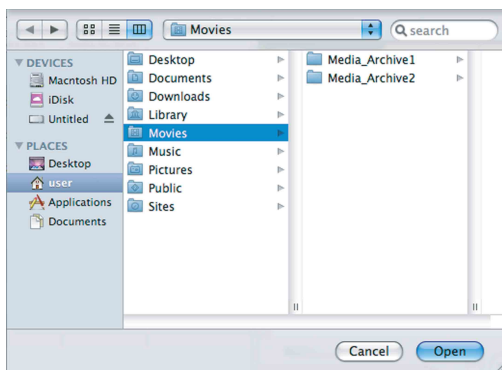 Movies
search
DEVICES
Macntosh HD
iDisk
Untitled
PLACES
Desktop
user
Applications
Documents
Desktop
Documents
Downloads
Library
Movies
Music
Pictures
Public
Sites
Media_Archive1
Media_Archive2
Cancel
Open